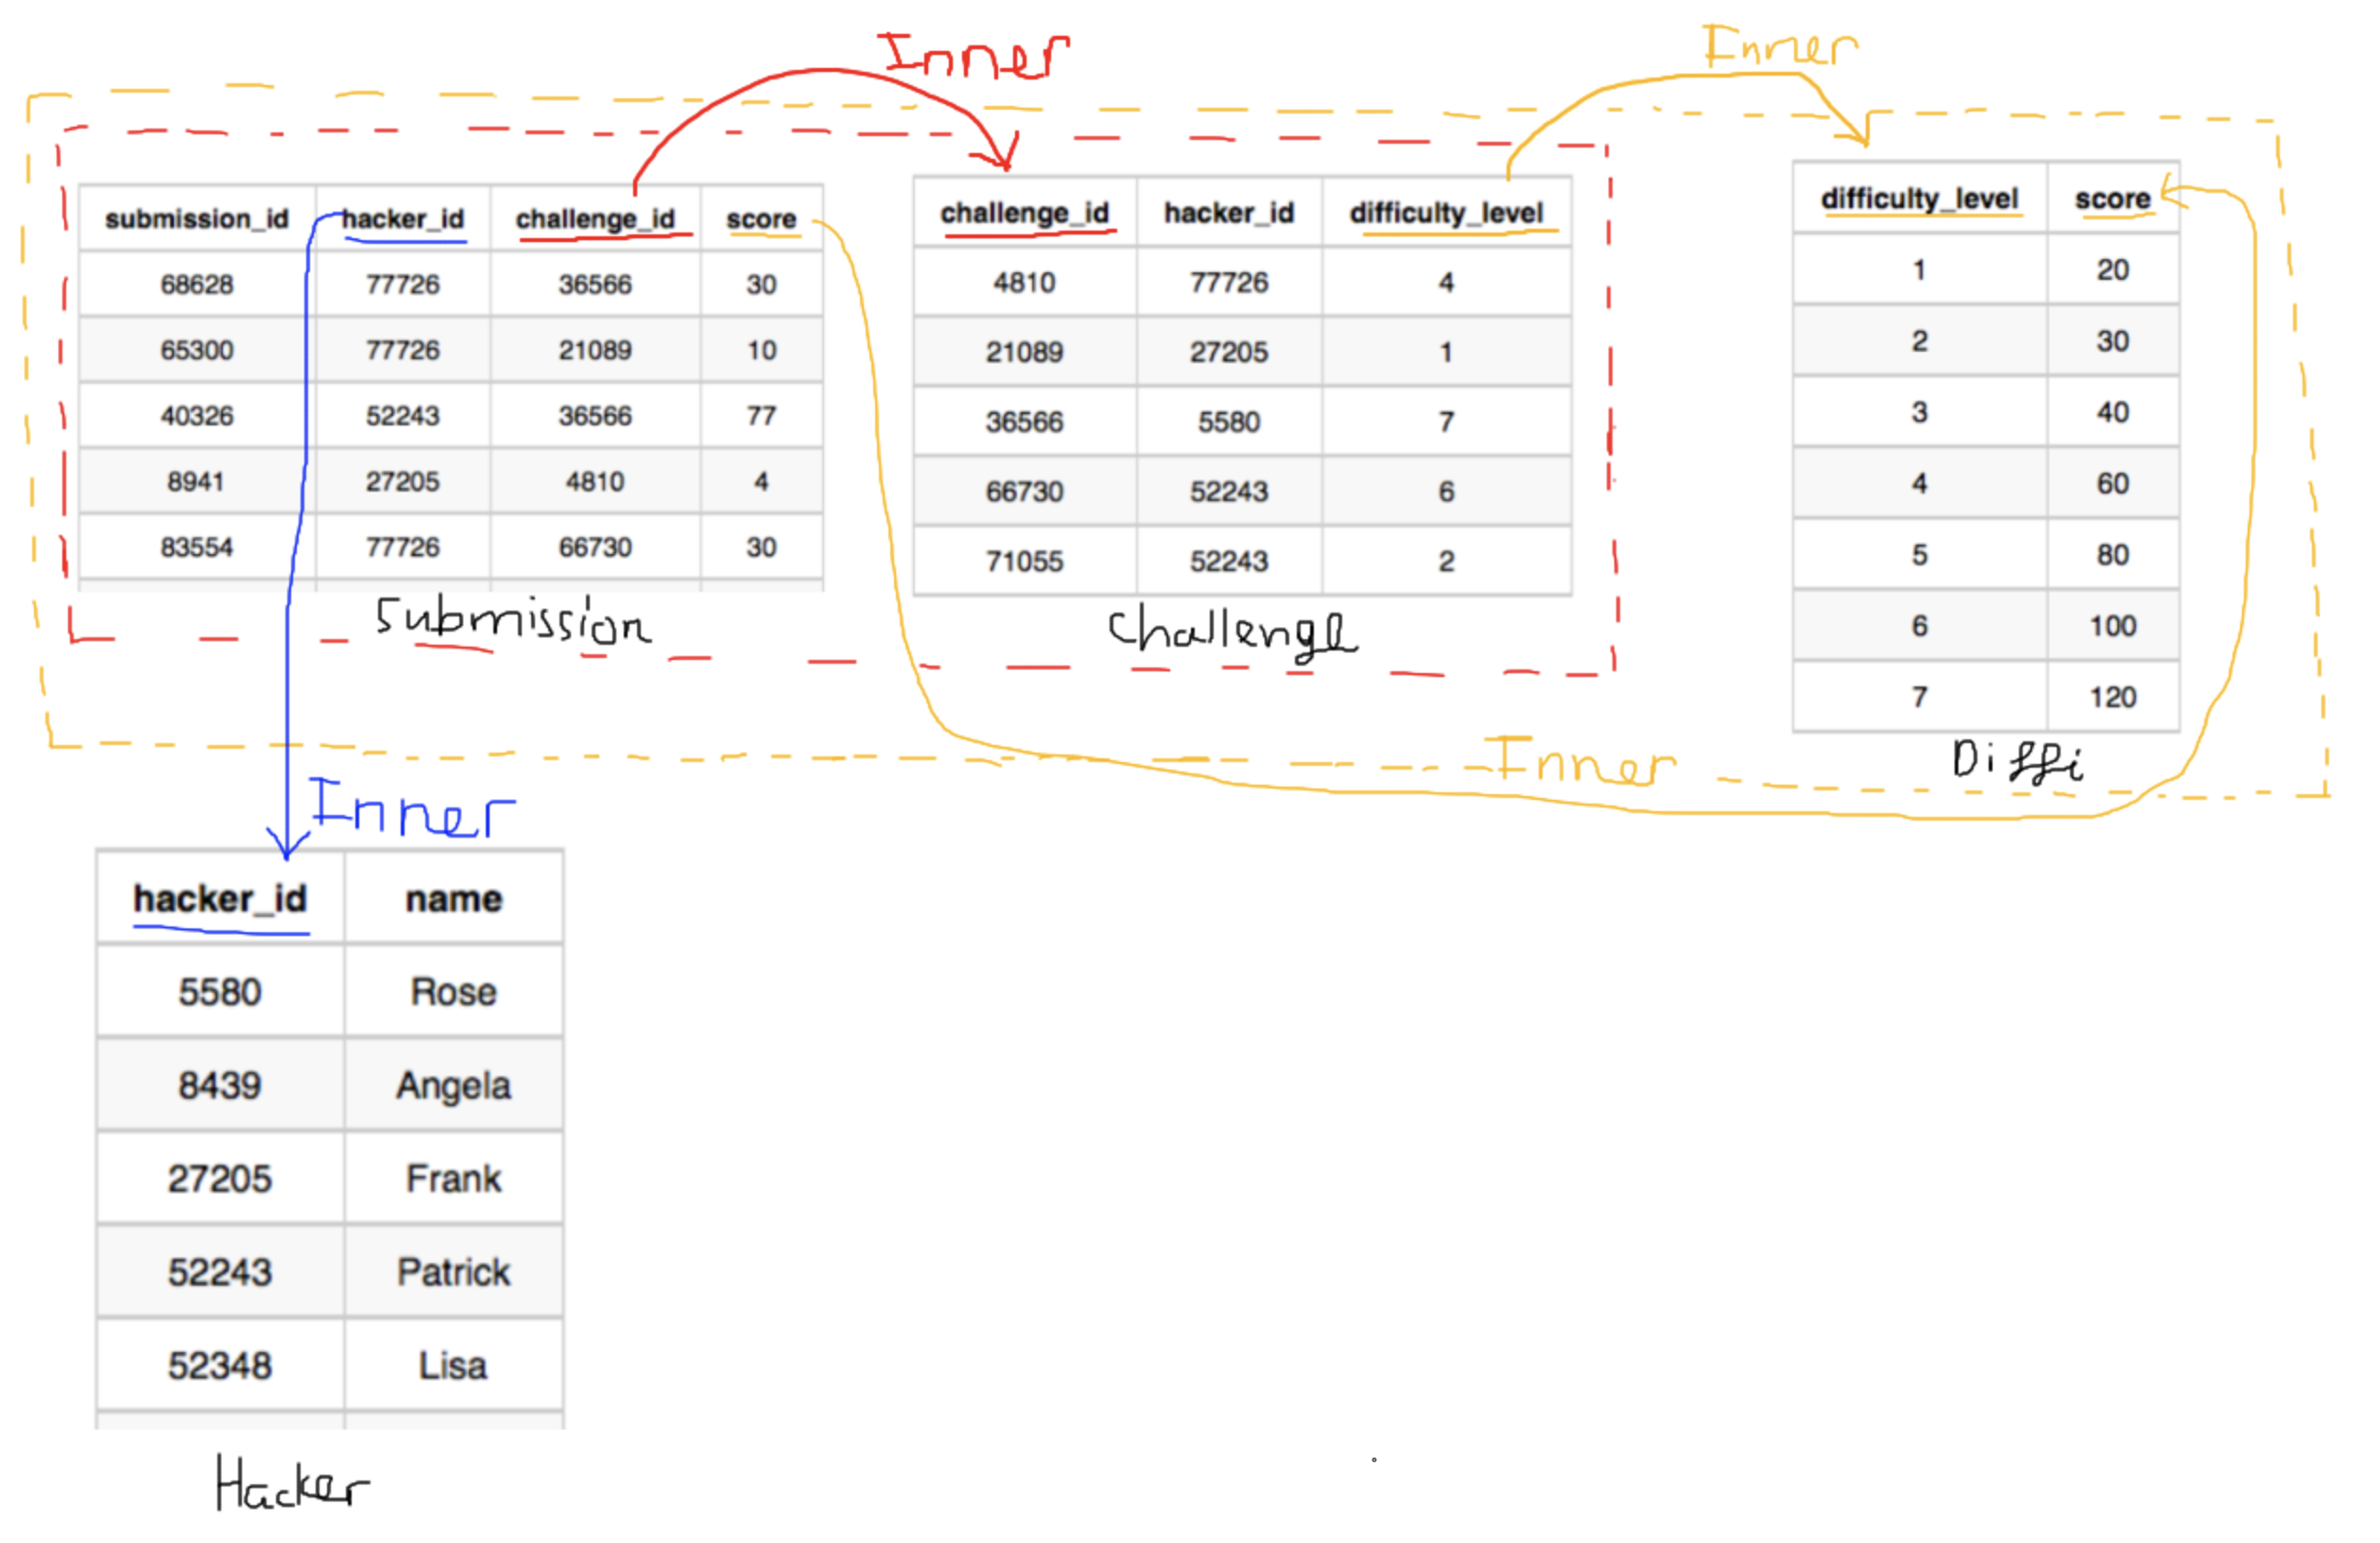 Inner
Inner
submission_id hacker_id challenge_id score
68628 77726 36566 30
65300 77726 21089 10
40326 52243 36566 77
8941 27205 4810 4
83554 77726 66730 30
Submission
challenge_id hacker_id difficulty_level
4810 77726 4
21089 27205 1
36566 5580 7
66730 52243 6
71055 52243 2
Challenge
difficulty_level score
1 20
2 30
3 40
4 60
5 80
6 100
7 120
Diffi
Inner
Inner
hacker_id name
5580 Rose
8439 Angela
27205 Frank
52243 Patrick
52348 Lisa
Hacker